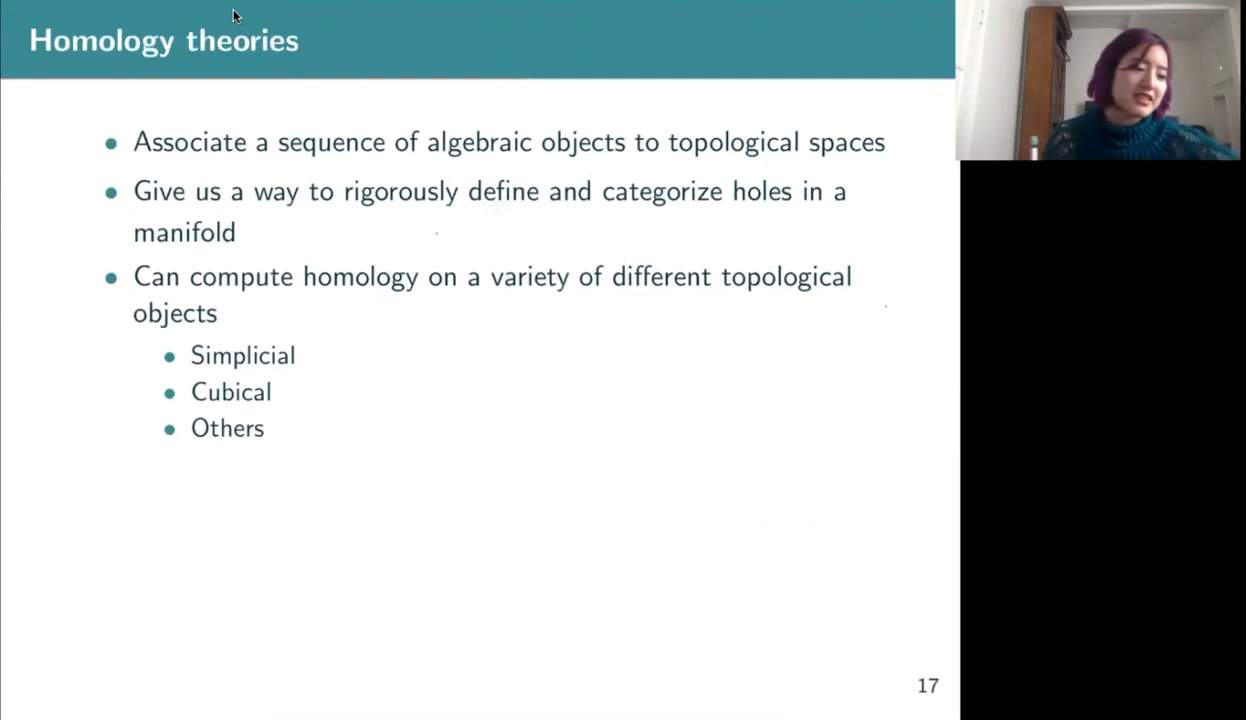 Homology theories
• Associate a sequence of algebraic objects to topological spaces
• Give us a way to rigorously define and categorize holes in a
manifold
• Can compute homology on a variety of different topological
objects
• Simplicial
• Cubical
• Others
17